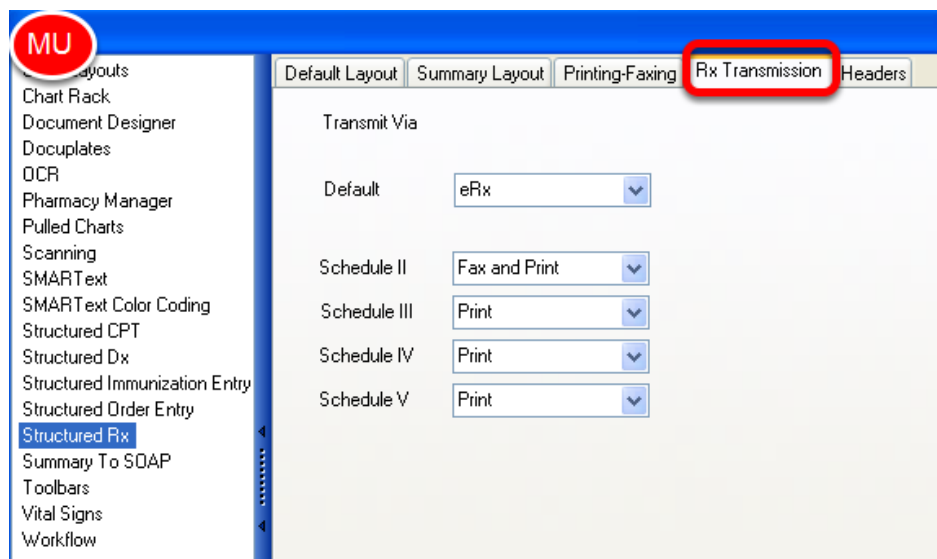 MU
ayouts
Chart Rack
Document Designer
Docuplates
OCR
Pharmacy Manager
Pulled Charts
Scanning
SMARText
SMARText Color Coding
Structured CPT
Structured Dx
Structured Immunization Entry
Structured Order Entry
Structured Rx
Summary To SOAP
Toolbars
Vital Signs
Workflow
Default Layout Summary Layout Printing-Faxing Rx Transmission Headers
Transmit Via
Default eRx
Schedule II Fax and Print
Schedule III Print
Schedule IV Print
Schedule V Print